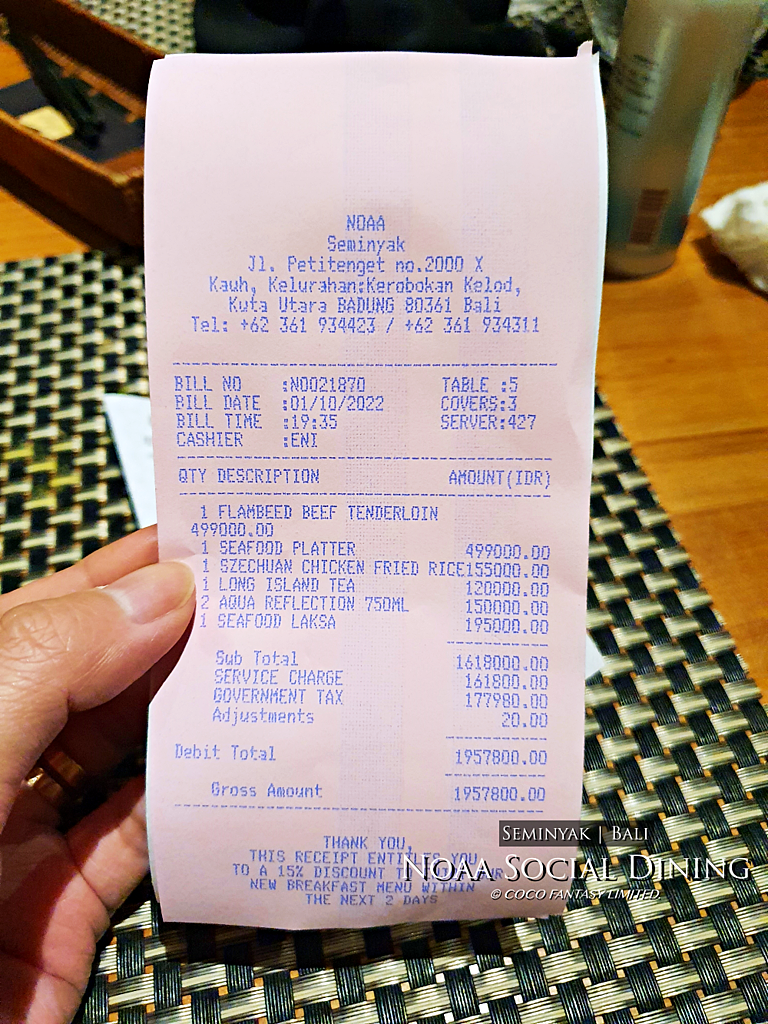 NOAA
Seminyak
Jl. Petitenget no.2000 X
Kauh, Kelurahan:Kerobokan Kelod,
Kuta Utara BADUNG 80361 Bali
Tel: +62 361 934423 / +62 361 934311
BILL NO :N0021870 TABLE :5
BILL DATE :01/10/2022 COVERS:3
BILL TIME :19:35 SERVER:427
CASHIER :ENI
QTY DESCRIPTION AMOUNT(IDR)
1 FLAMBEED BEEF TENDERLOIN
499000.00
1 SEAFOOD PLATTER 499000.00
1 SZECHUAN CHICKEN FRIED RICE155000.00
1 LONG ISLAND TEA 120000.00
2 AQUA REFLECTION 750ML 150000.00
1 SEAFOOD LAKSA 195000.00
Sub Total 1618000.00
SERVICE CHARGE 161800.00
GOVERNMENT TAX 177980.00
Adjustments 20.00
Debit Total 1957800.00
Gross Amount 1957800.00
THANK YOU,
THIS RECEIPT ENTITLES YOU
TO A 15% DISCOUNT
NEW BREAKFAST MENU WITHIN
THE NEXT 2 DAYS
SEMINYAK | BALI
NOAA SOCIAL DINING
© COCO FANTASY LIMITED